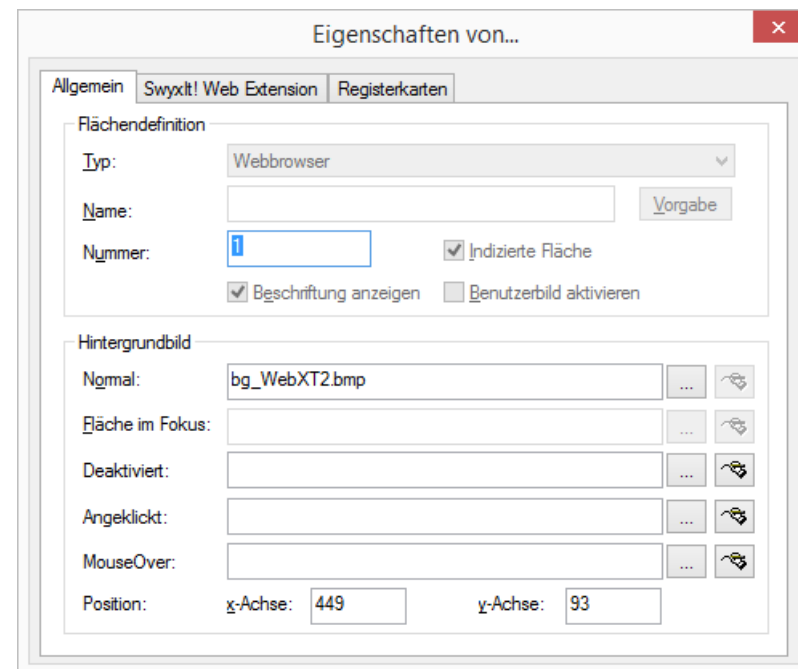 Eigenschaften von...
Allgemein SwyxIt! Web Extension Registerkarten
Flächendefinition
Typ: Webbrowser
Name: Vorgabe
Nummer: 1 Indizierte Fläche
Beschriftung anzeigen Benutzerbild aktivieren
Hintergrundbild
Normal: bg_WebXT2.bmp ...
Fläche im Fokus: ...
Deaktiviert: ...
Angeklickt: ...
MouseOver: ...
Position: x-Achse: 449 y-Achse: 93